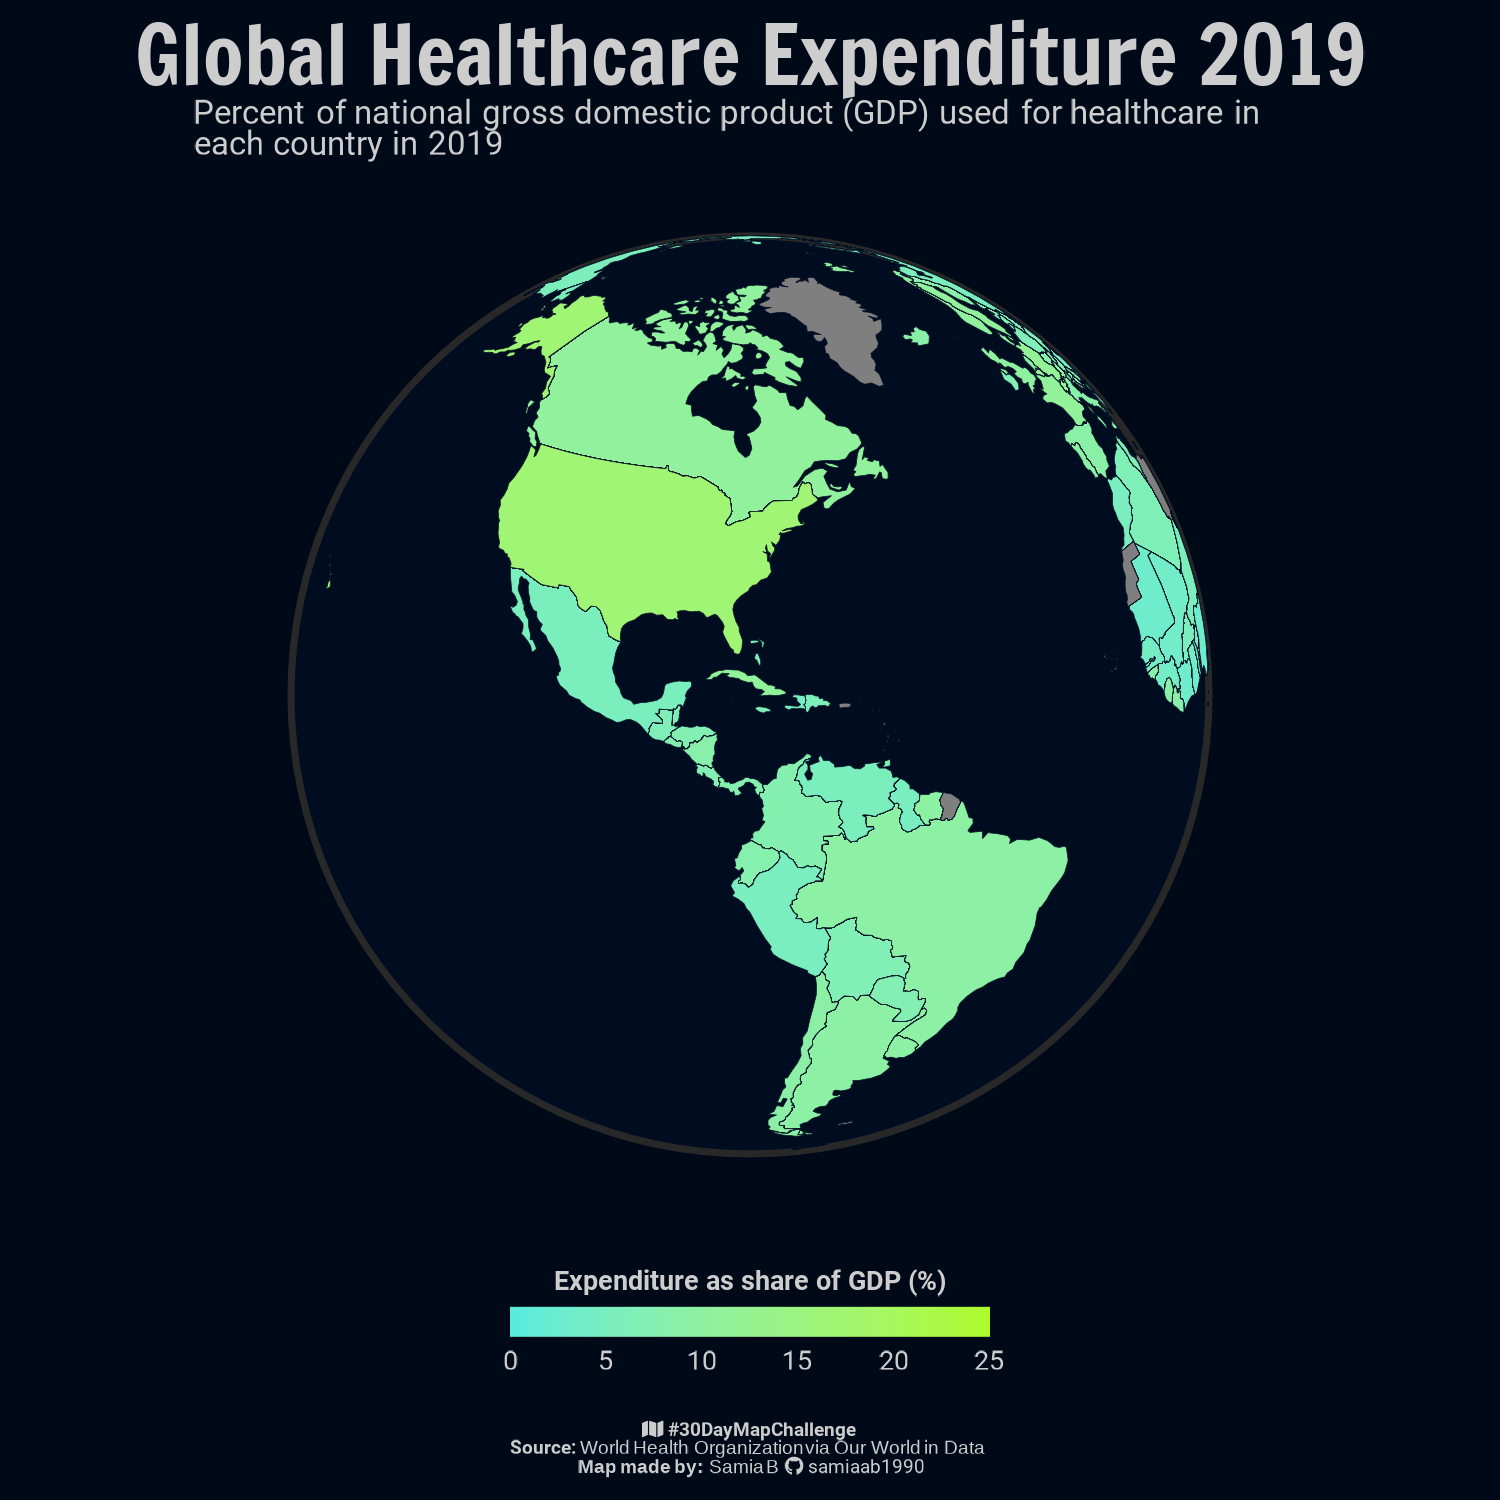 Global Healthcare Expenditure 2019
Percent of national gross domestic product (GDP) used for healthcare in
each country in 2019
Expenditure as share of GDP (%)
0 5 10 15 20 25
#30DayMapChallenge
Source: World Health Organization via Our World in Data
Map made by: Samia B samiaab1990